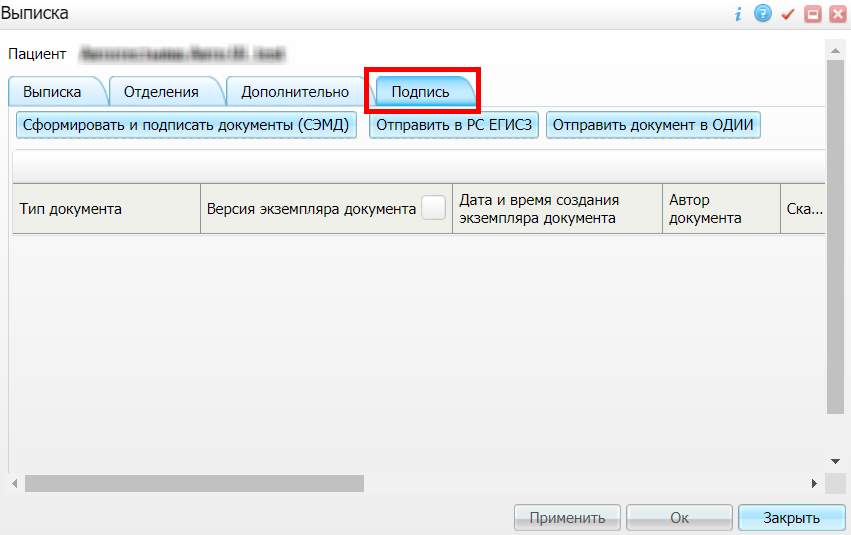 Выписка
Пациент
Выписка Отделения Дополнительно Подпись
Сформировать и подписать документы (СЭМД) Отправить в РС ЕГИСЗ Отправить документ в ОДИИ
Тип документа Версия экземпляра документа Дата и время создания экземпляра документа Автор документа Ска...
Применить Ок Закрыть